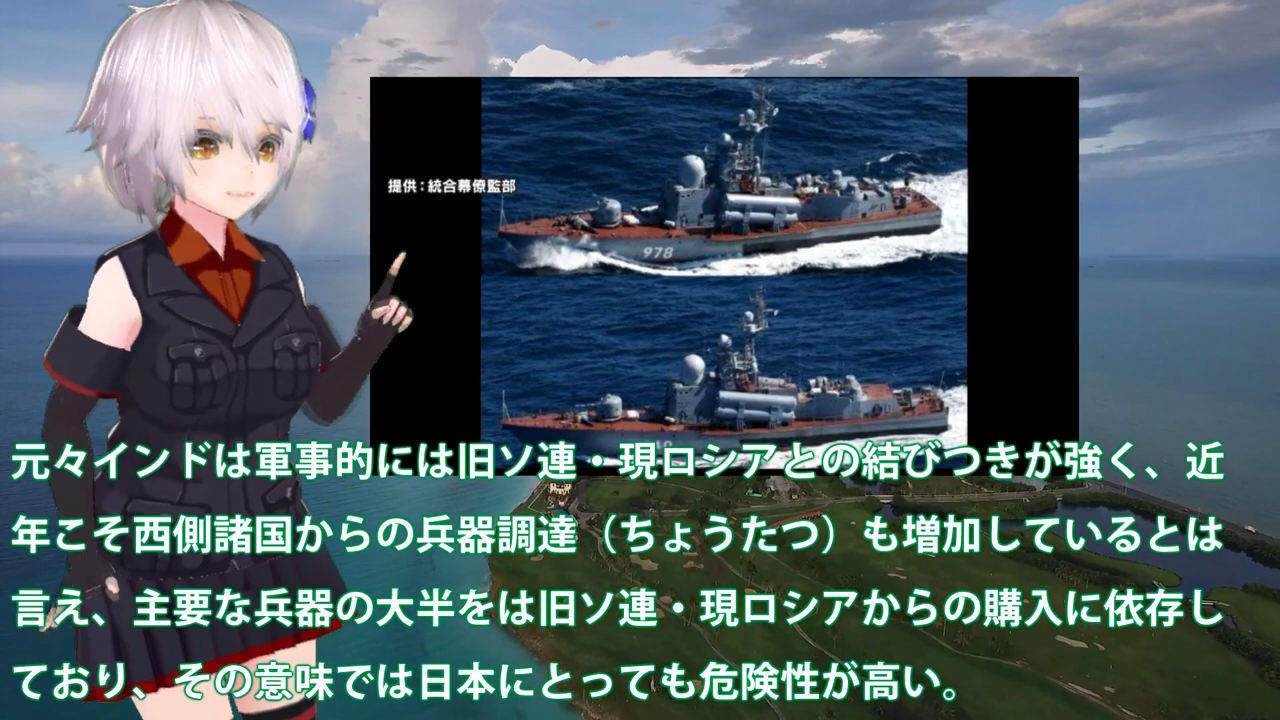 提供：統合幕僚監部
978
元々インドは軍事的には旧ソ連・現ロシアとの結びつきが強く、近
年こそ西側諸国からの兵器調達（ちょうたつ）も増加しているとは
言え、主要な兵器の大半をは旧ソ連・現ロシアからの購入に依存し
ており、その意味では日本にとっても危険性が高い。